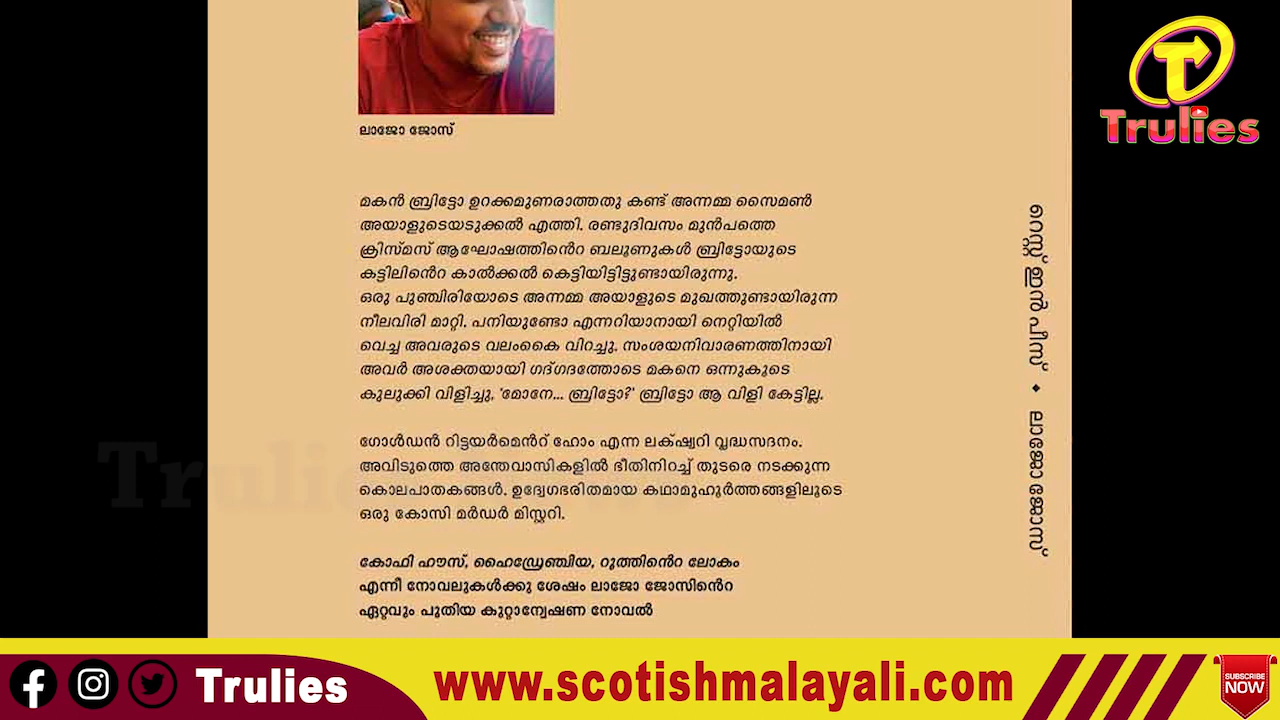 ലാജോ ജോസ്
മകൻ ബ്രിട്ടോ ഉറക്കമുണരാത്തതു കണ്ട് അന്നമ്മ സൈമൺ
അയാളുടെയടുക്കൽ എത്തി. രണ്ടുദിവസം മുൻപത്തെ
ക്രിസ്മസ് ആഘോഷത്തിൻെറ ബലൂണുകൾ ബ്രിട്ടോയുടെ
കട്ടിലിൻെറ കാൽക്കൽ കെട്ടിയിട്ടിട്ടുണ്ടായിരുന്നു.
ഒരു പുഞ്ചിരിയോടെ അന്നമ്മ അയാളുടെ മുഖത്തുണ്ടായിരുന്ന
നീലവിരി മാറ്റി. പനിയുണ്ടോ എന്നറിയാനായി നെറ്റിയിൽ
വെച്ച അവരുടെ വലംകൈ വിറച്ചു. സംശയനിവാരണത്തിനായി
അവർ അശക്തയായി ഗദ്ഗദത്തോടെ മകനെ ഒന്നുകൂടെ
കുലുക്കി വിളിച്ചു, 'മോനേ... ബ്രിട്ടോ?' ബ്രിട്ടോ ആ വിളി കേട്ടില്ല.
ഗോൾഡൻ റിട്ടയർമെൻറ് ഹോം എന്ന ലക്ഷ്വറി വൃദ്ധസദനം.
അവിടുത്തെ അന്തേവാസികളിൽ ഭീതിനിറച്ച് തുടരെ നടക്കുന്ന
കൊലപാതകങ്ങൾ. ഉദ്വേഗഭരിതമായ കഥാമുഹൂർത്തങ്ങളിലൂടെ
ഒരു കോസി മർഡർ മിസ്റ്ററി.
കോഫി ഹൗസ്, ഹൈഡ്രേഞ്ചിയ, റൂത്തിൻെറ ലോകം
എന്നീ നോവലുകൾക്കു ശേഷം ലാജോ ജോസിൻെറ
ഏറ്റവും പുതിയ കുറ്റാന്വേഷണ നോവൽ
റെസ്റ്റ് ഇൻ പീസ് ◆ ലാജോ ജോസ്
T
Trulies
Trulies
www.scotishmalayali.com
SUBSCRIBE
NOW